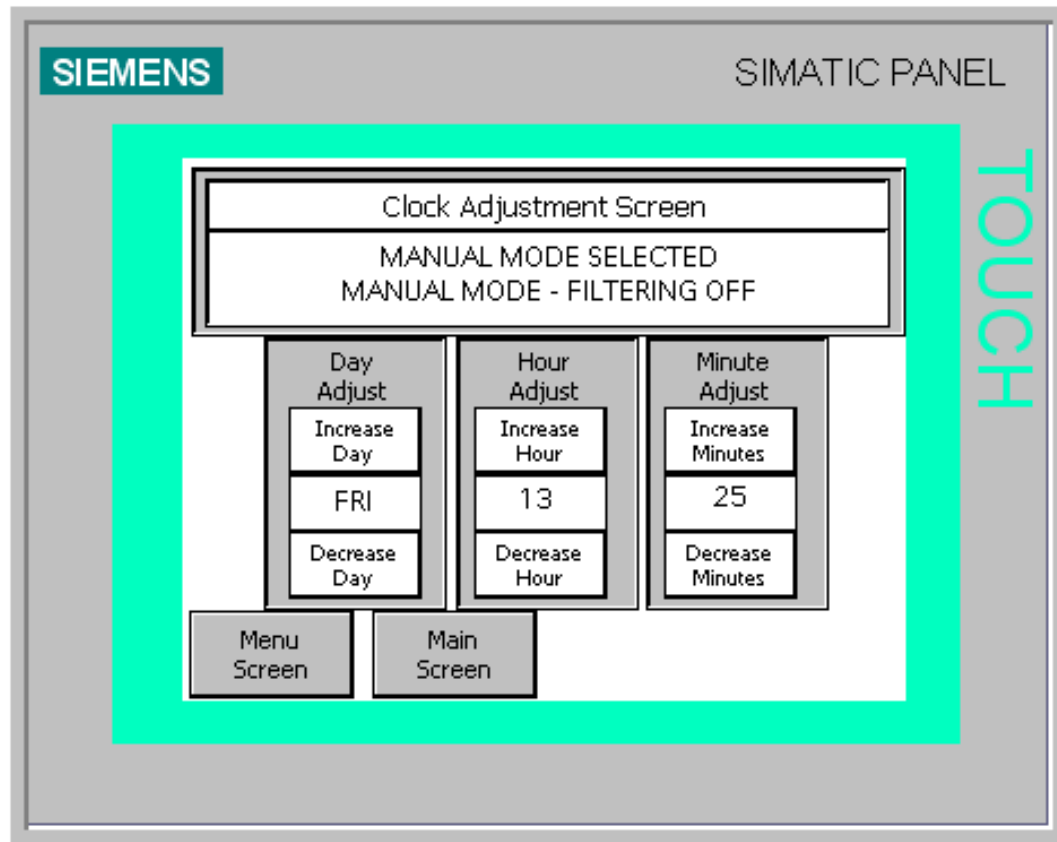 SIEMENS
SIMATIC PANEL
TOUCH
Clock Adjustment Screen
MANUAL MODE SELECTED
MANUAL MODE - FILTERING OFF
Day
Adjust
Increase
Day
FRI
Decrease
Day
Hour
Adjust
Increase
Hour
13
Decrease
Hour
Minute
Adjust
Increase
Minutes
25
Decrease
Minutes
Menu
Screen
Main
Screen